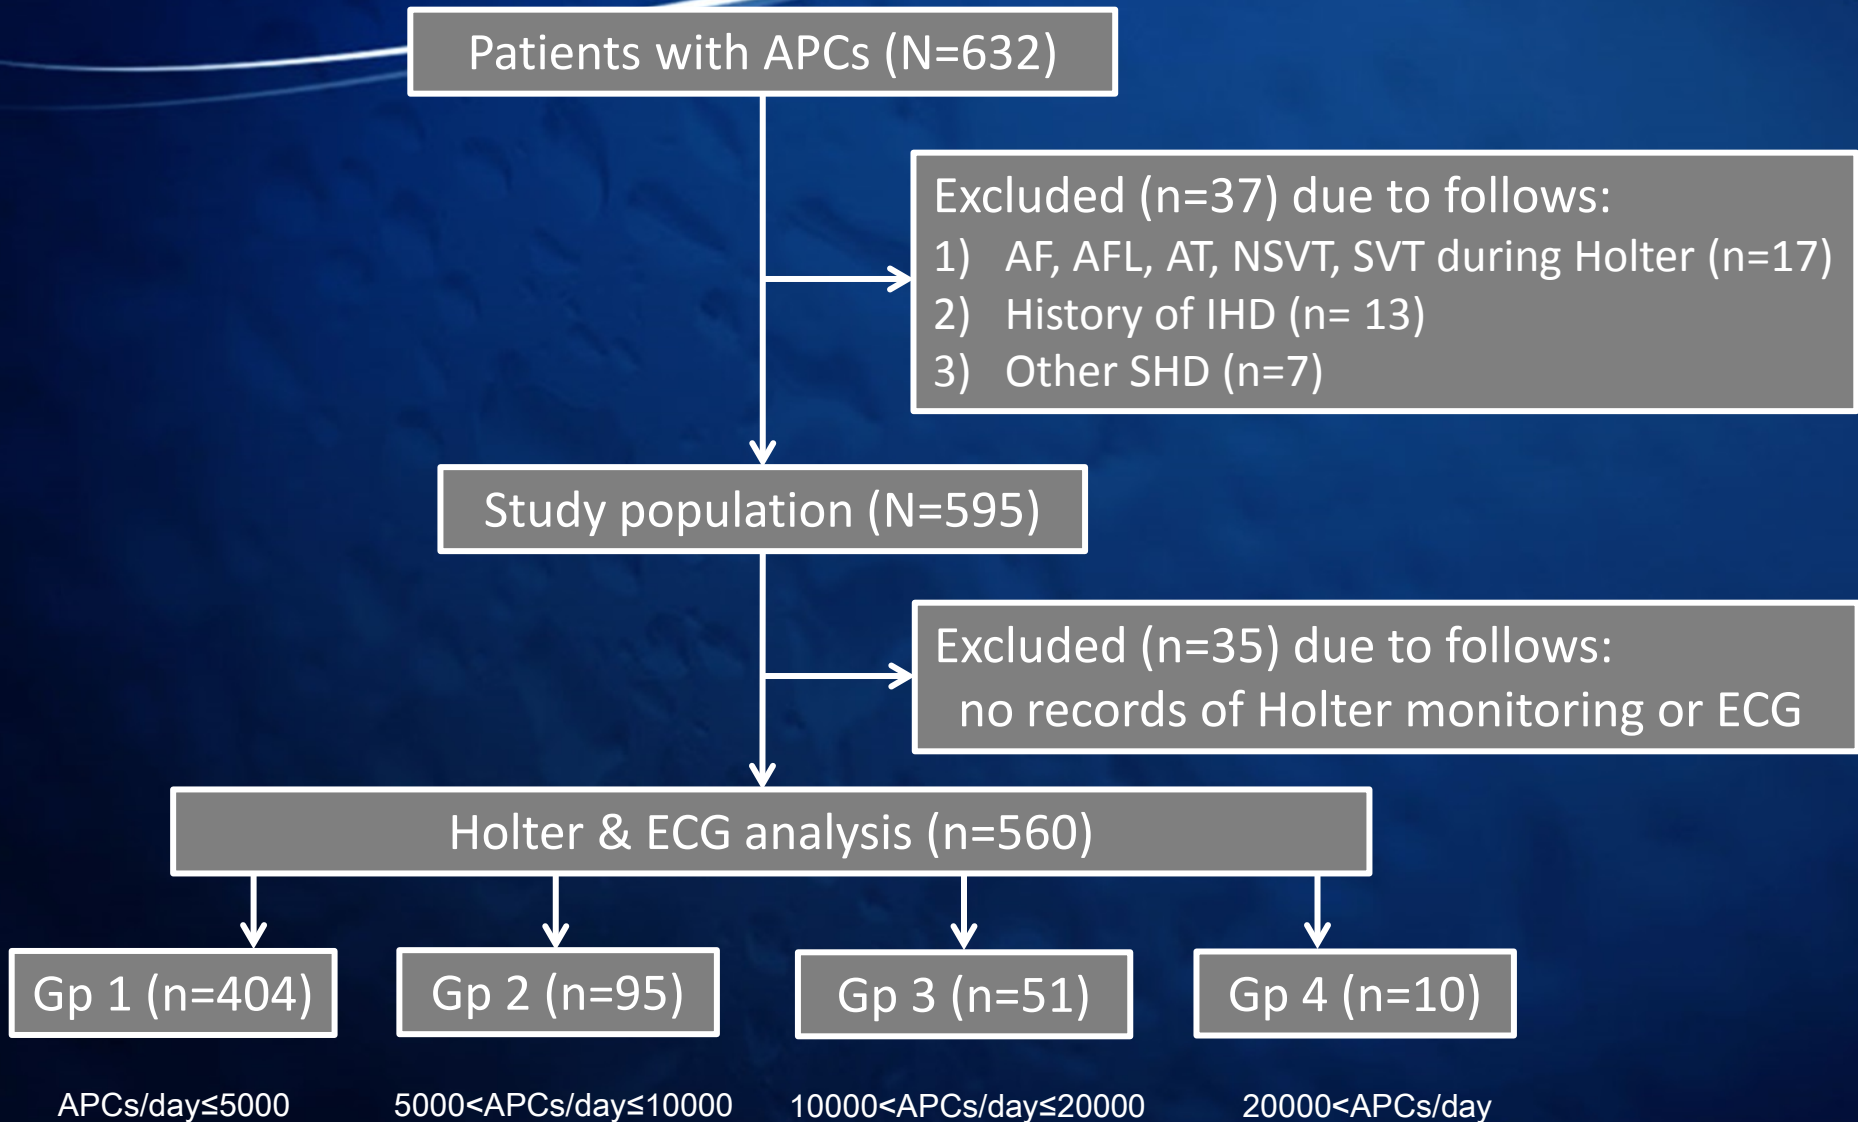 Patients with APCs (N=632)
Excluded (n=37) due to follows:
1) AF, AFL, AT, NSVT, SVT during Holter (n=17)
2) History of IHD (n= 13)
3) Other SHD (n=7)
Study population (N=595)
Excluded (n=35) due to follows:
no records of Holter monitoring or ECG
Holter & ECG analysis (n=560)
Gp 1 (n=404)
Gp 2 (n=95)
Gp 3 (n=51)
Gp 4 (n=10)
APCs/day≤5000
5000<APCs/day≤10000
10000<APCs/day≤20000
20000<APCs/day